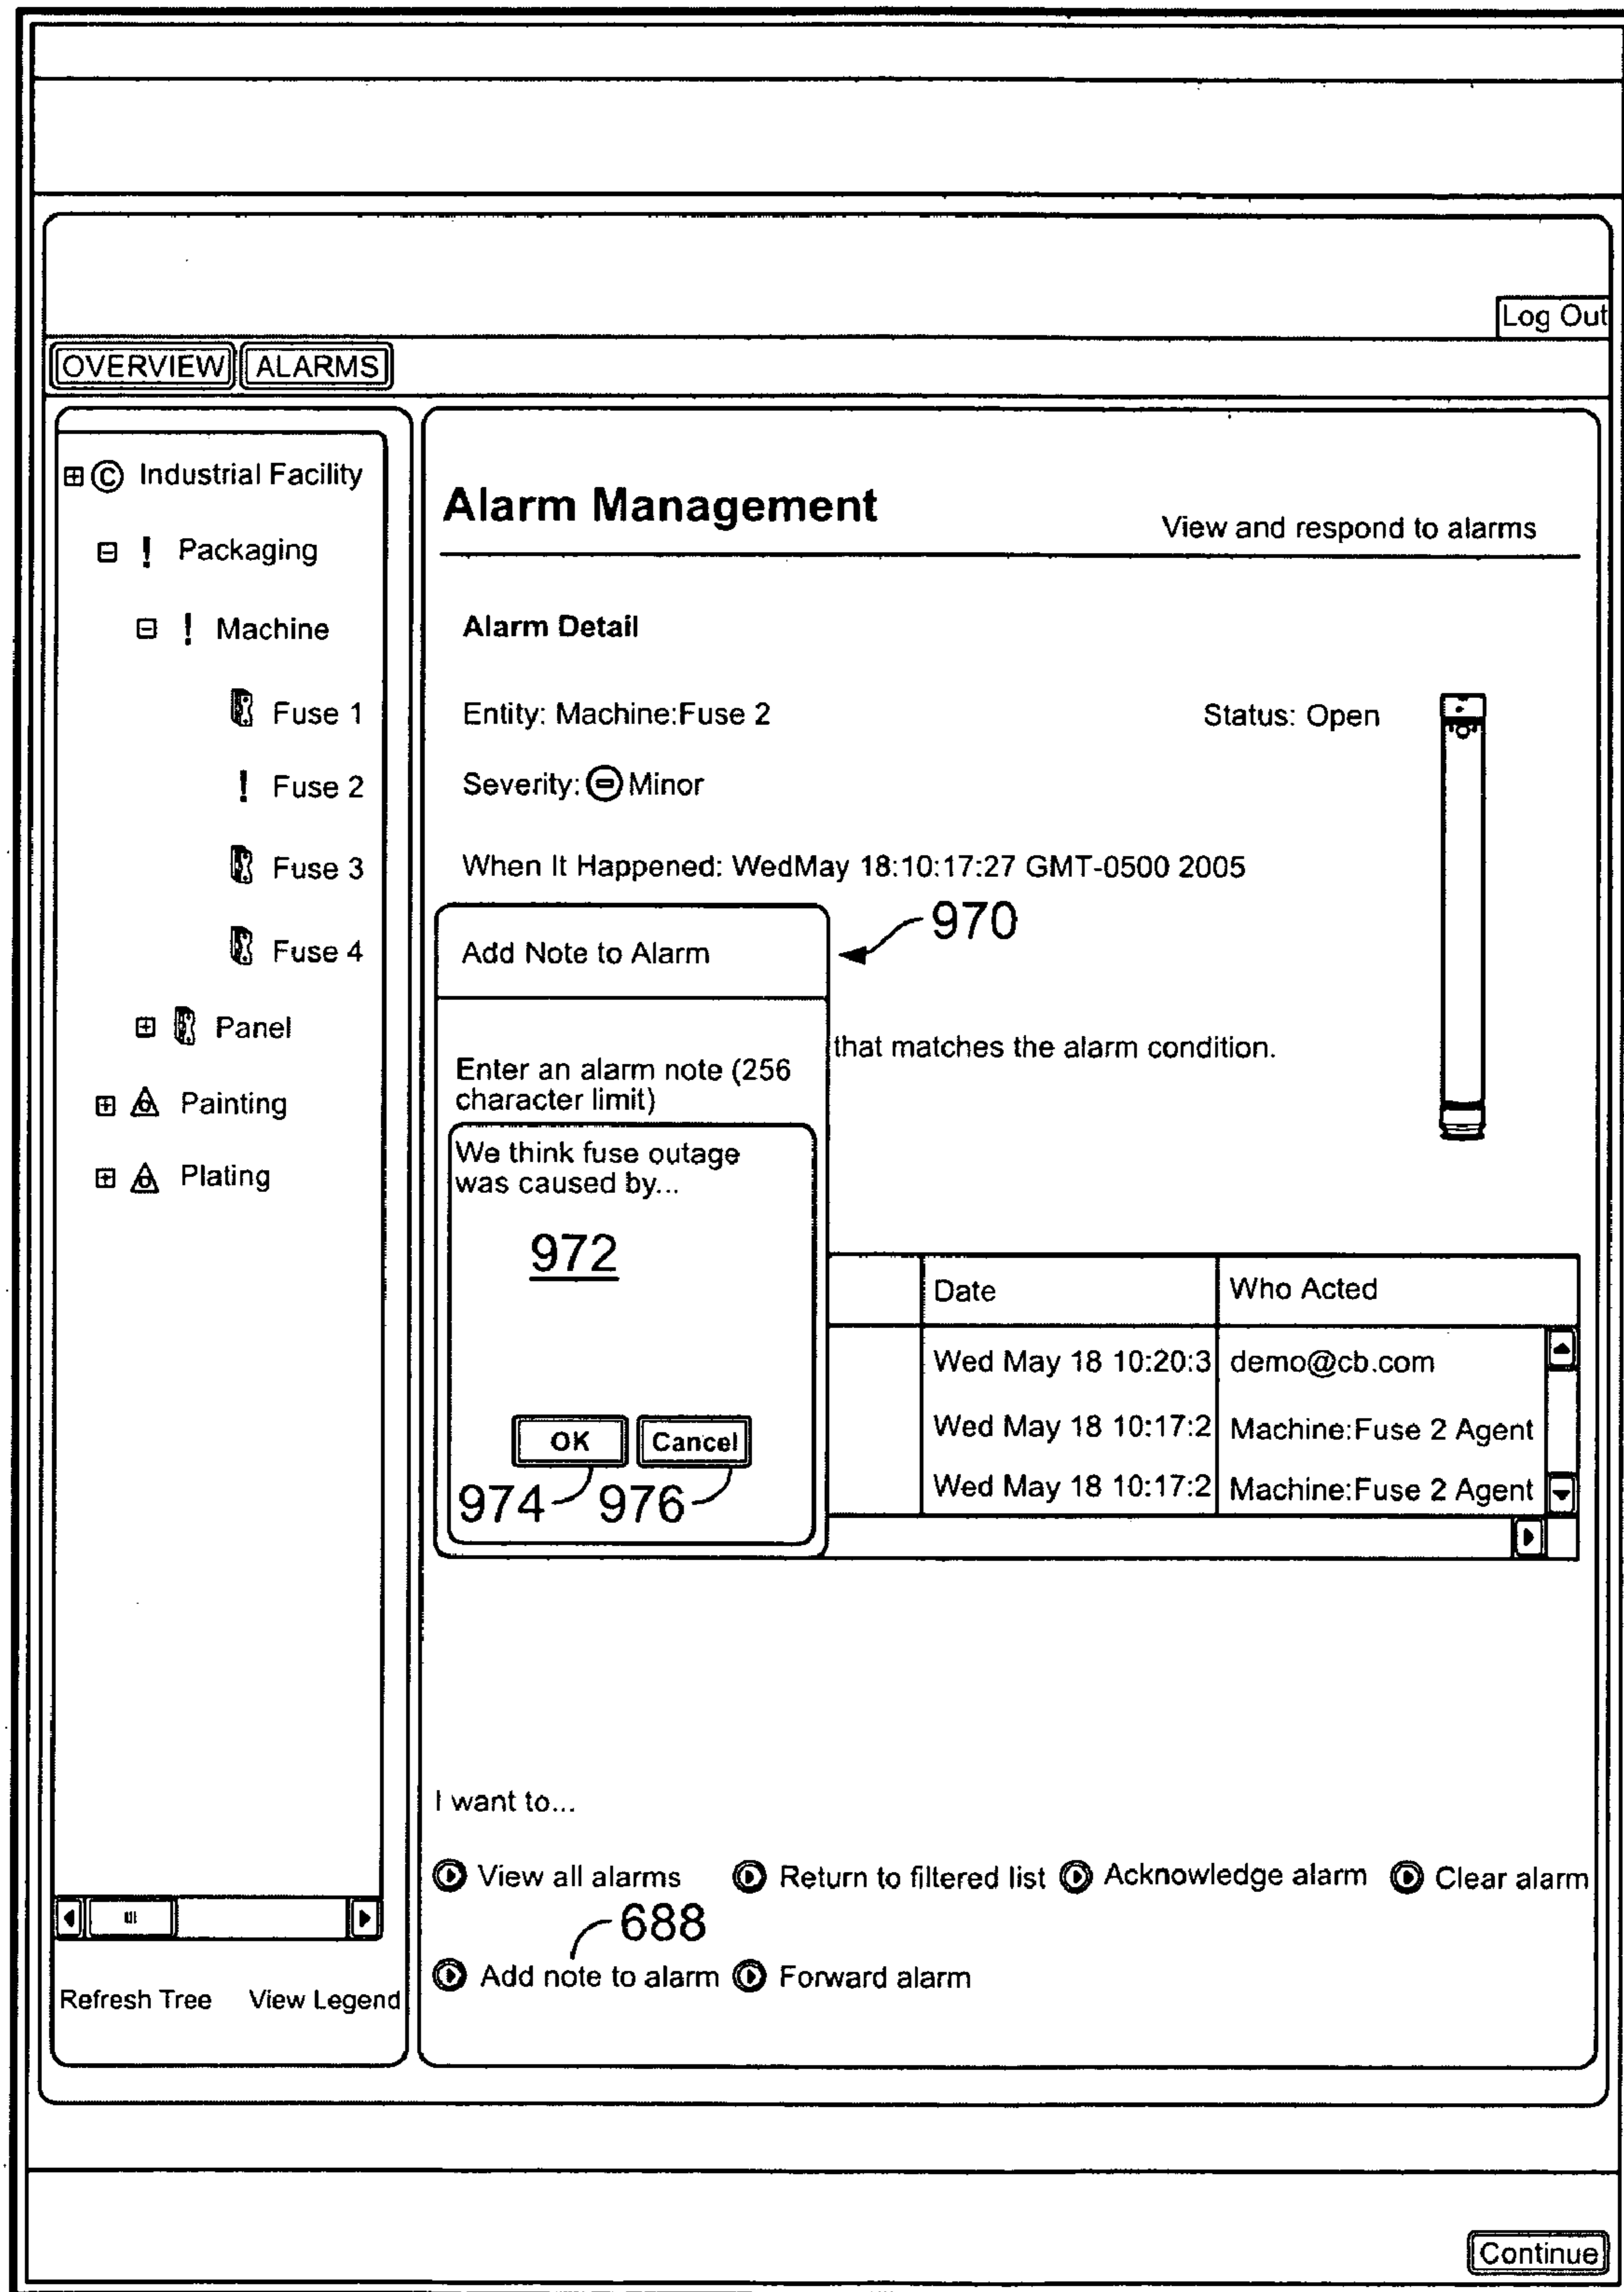 Log Out
OVERVIEW ALARMS
© Industrial Facility
! Packaging
! Machine
Fuse 1
! Fuse 2
Fuse 3
Fuse 4
Panel
Painting
Plating
Refresh Tree View Legend
Alarm Management
View and respond to alarms
Alarm Detail
Entity: Machine:Fuse 2
Status: Open
Severity: Minor
When It Happened: WedMay 18:10:17:27 GMT-0500 2005
970
Add Note to Alarm
that matches the alarm condition.
Enter an alarm note (256
character limit)
We think fuse outage
was caused by...
972
OK Cancel
974 976
Date Who Acted
Wed May 18 10:20:3 demo@cb.com
Wed May 18 10:17:2 Machine:Fuse 2 Agent
Wed May 18 10:17:2 Machine:Fuse 2 Agent
I want to...
View all alarms Return to filtered list Acknowledge alarm Clear alarm
688
Add note to alarm Forward alarm
Continue